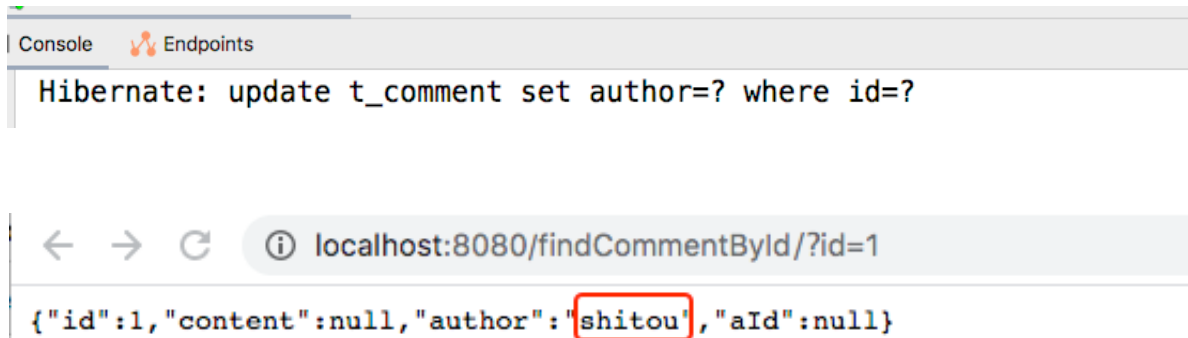 Console Endpoints
Hibernate: update t_comment set author=? where id=?
localhost:8080/findCommentById/?id=1
{"id":1,"content":null,"author":"shitou","aId":null}